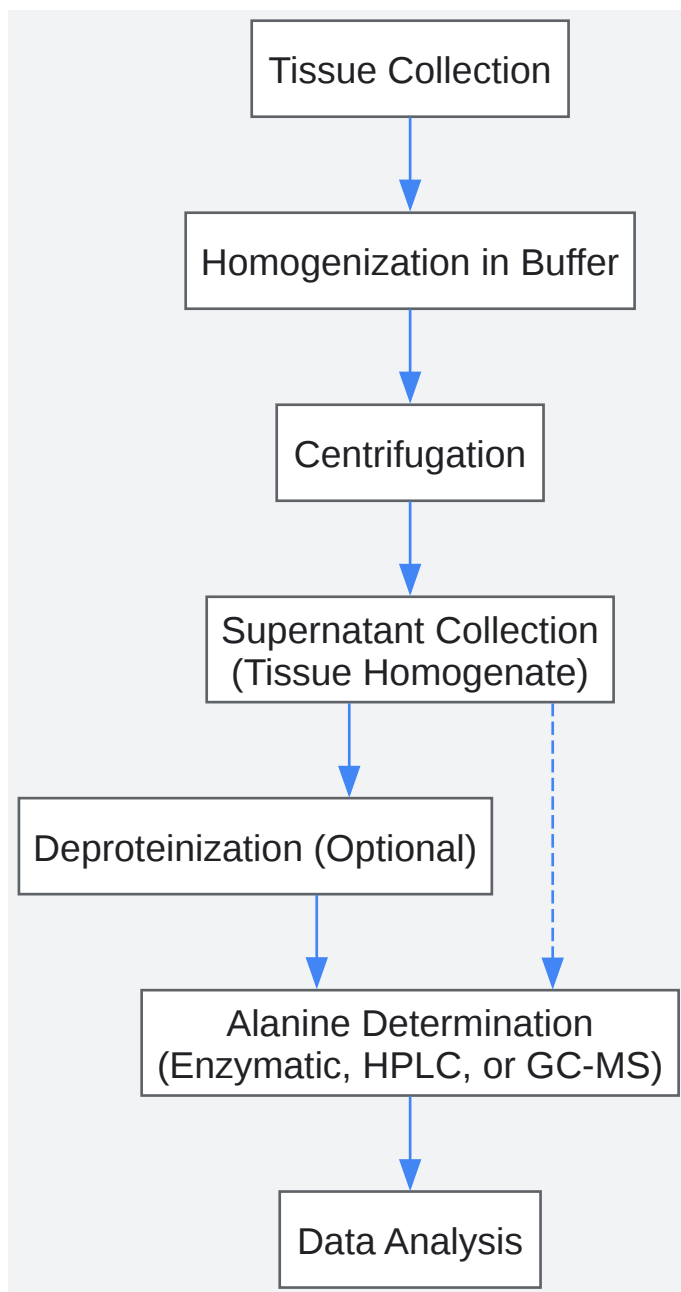 Tissue Collection
Homogenization in Buffer
Centrifugation
Supernatant Collection
(Tissue Homogenate)
Deproteinization (Optional)
Alanine Determination
(Enzymatic, HPLC, or GC-MS)
Data Analysis